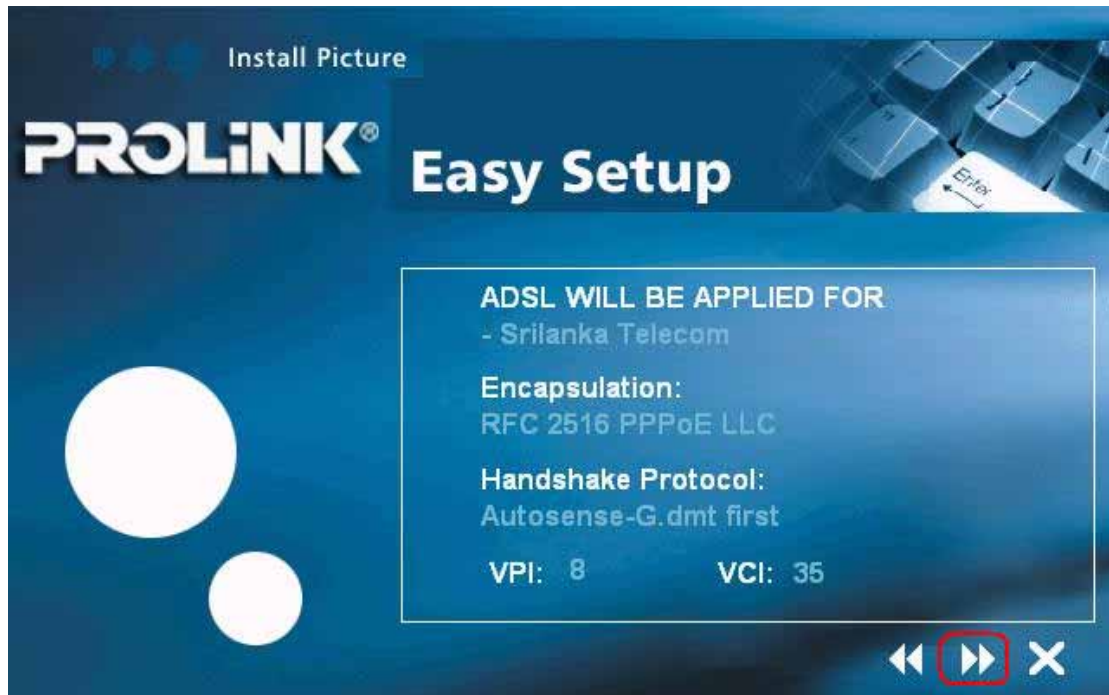 Install Picture
PROLiNK®
Easy Setup
Enter
ADSL WILL BE APPLIED FOR
- Srilanka Telecom
Encapsulation:
RFC 2516 PPPoE LLC
Handshake Protocol:
Autosense-G.dmt first
VPI: 8 VCI: 35